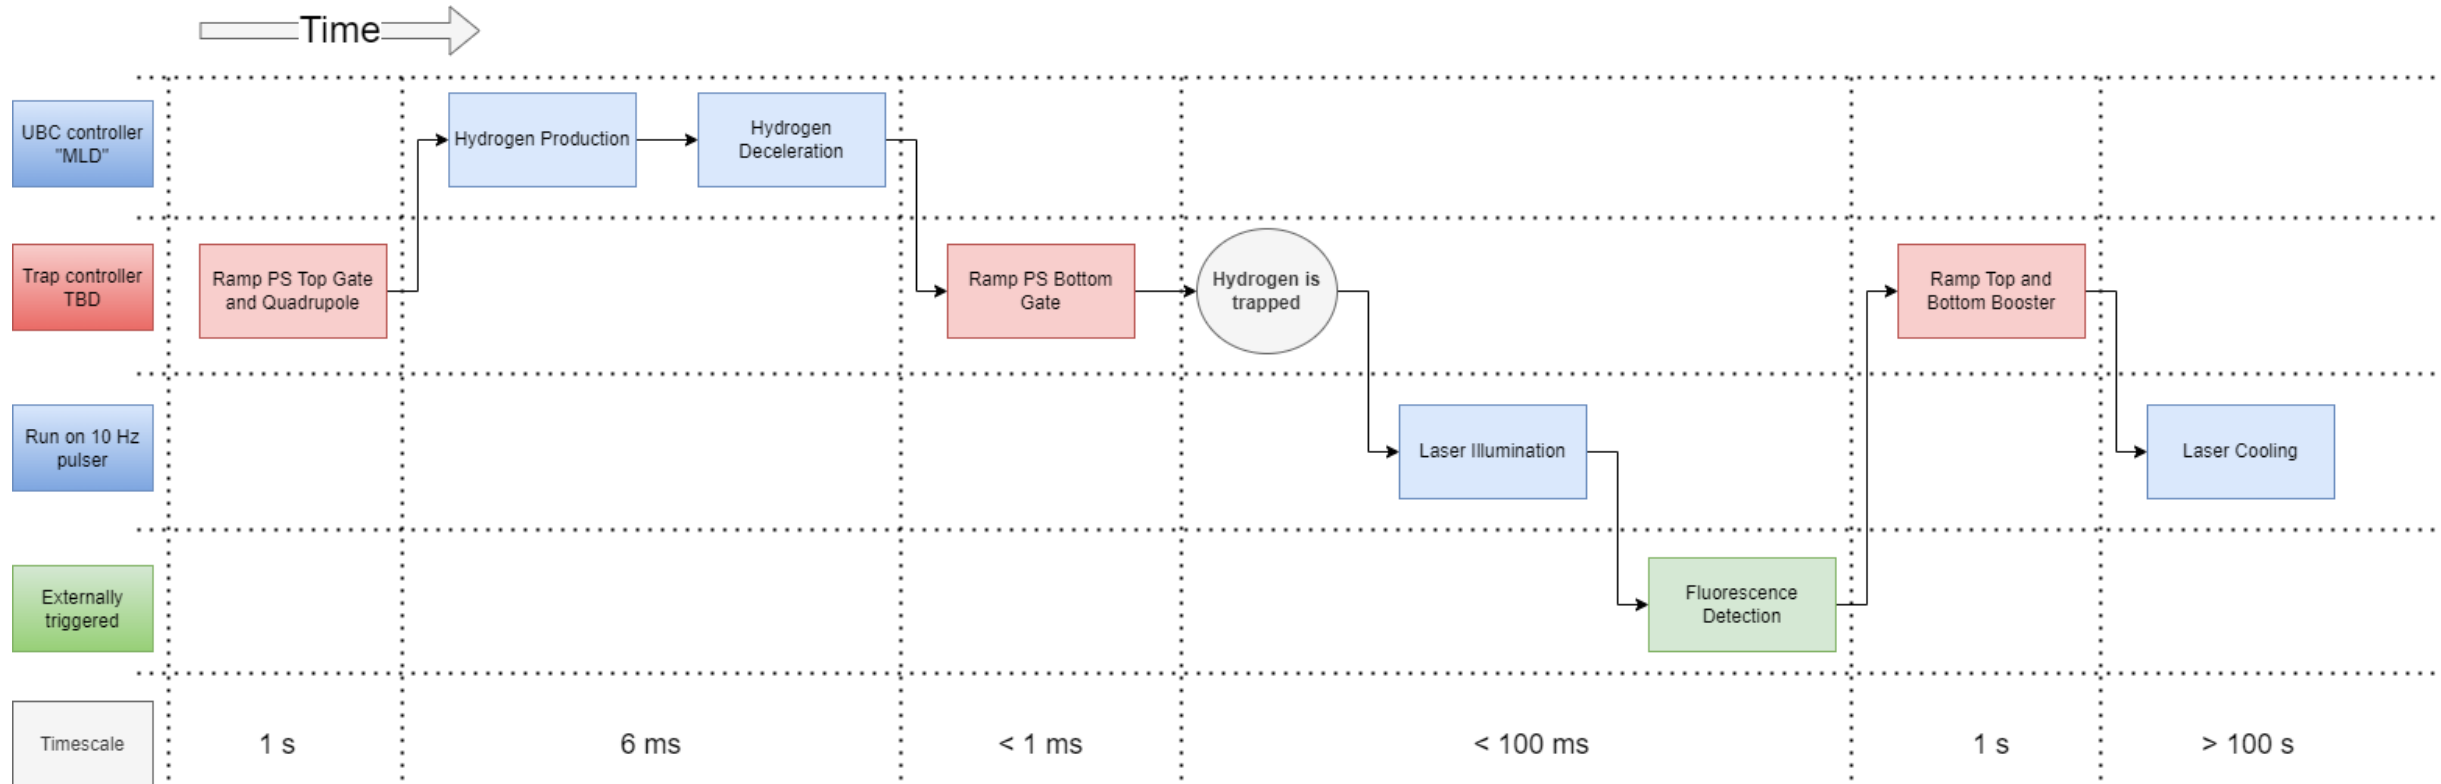 Time
UBC controller
"MLD"
Hydrogen Production
Hydrogen
Deceleration
Trap controller
TBD
Ramp PS Top Gate
and Quadrupole
Ramp PS Bottom
Gate
Hydrogen is
trapped
Ramp Top and
Bottom Booster
Run on 10 Hz
pulser
Laser Illumination
Laser Cooling
Externally
triggered
Fluorescence
Detection
Timescale
1 s
6 ms
< 1 ms
< 100 ms
1 s
> 100 s